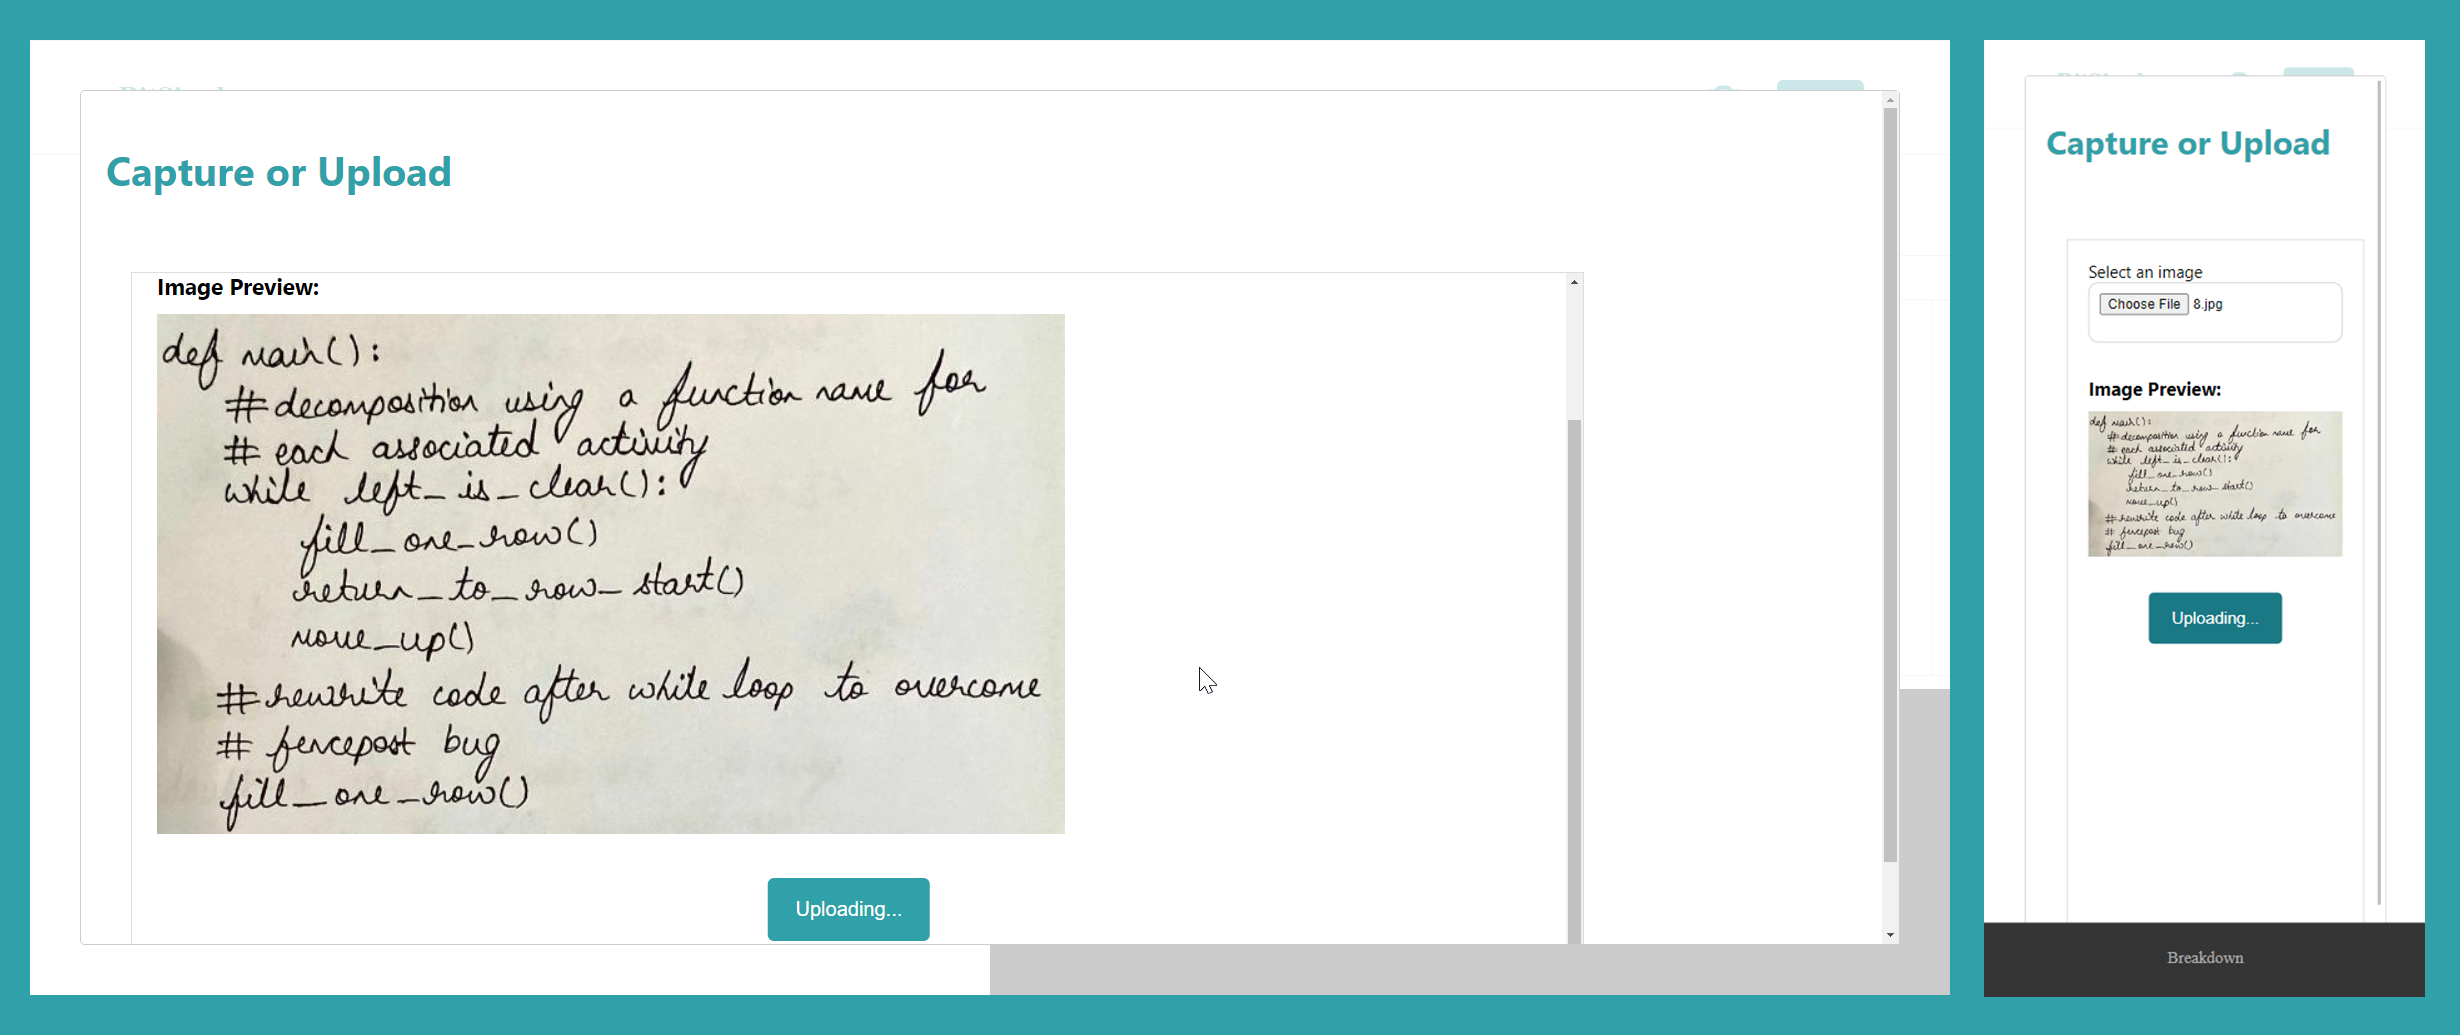 Capture or Upload
Image Preview:
def main():
#decomposition using a function name for
# each associated activity
while left_is_clear():
fill_one_row()
return_to_row_start()
move_up()
#rewrite code after while loop to overcome
# fencepost bug
fill_one_row()
Uploading...
Capture or Upload
Select an image
Choose File 8.jpg
Image Preview:
def main():
#decomposition using a function name for
# each associated activity
while left_is_clear():
fill_one_row()
return_to_row_start()
move_up()
#rewrite code after while loop to overcome
# fencepost bug
fill_one_row()
Uploading...
Breakdown